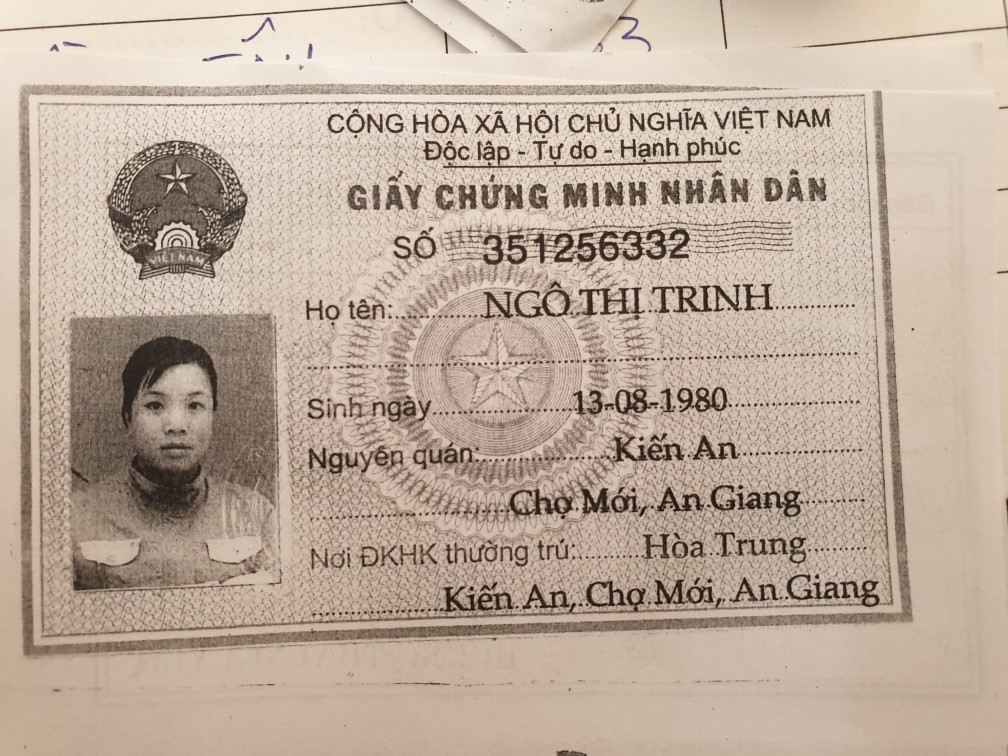 CỘNG HÒA XÃ HỘI CHỦ NGHĨA VIỆT NAM
Độc lập - Tự do - Hạnh phúc
GIẤY CHỨNG MINH NHÂN DÂN
SỐ 351256332
VIỆT NAM
Họ tên: NGÔ THỊ TRINH
Sinh ngày 13-08-1980
Nguyên quán: Kiến An
Chợ Mới, An Giang
Nơi ĐKHK thường trú: Hòa Trung
Kiến An, Chợ Mới, An Giang